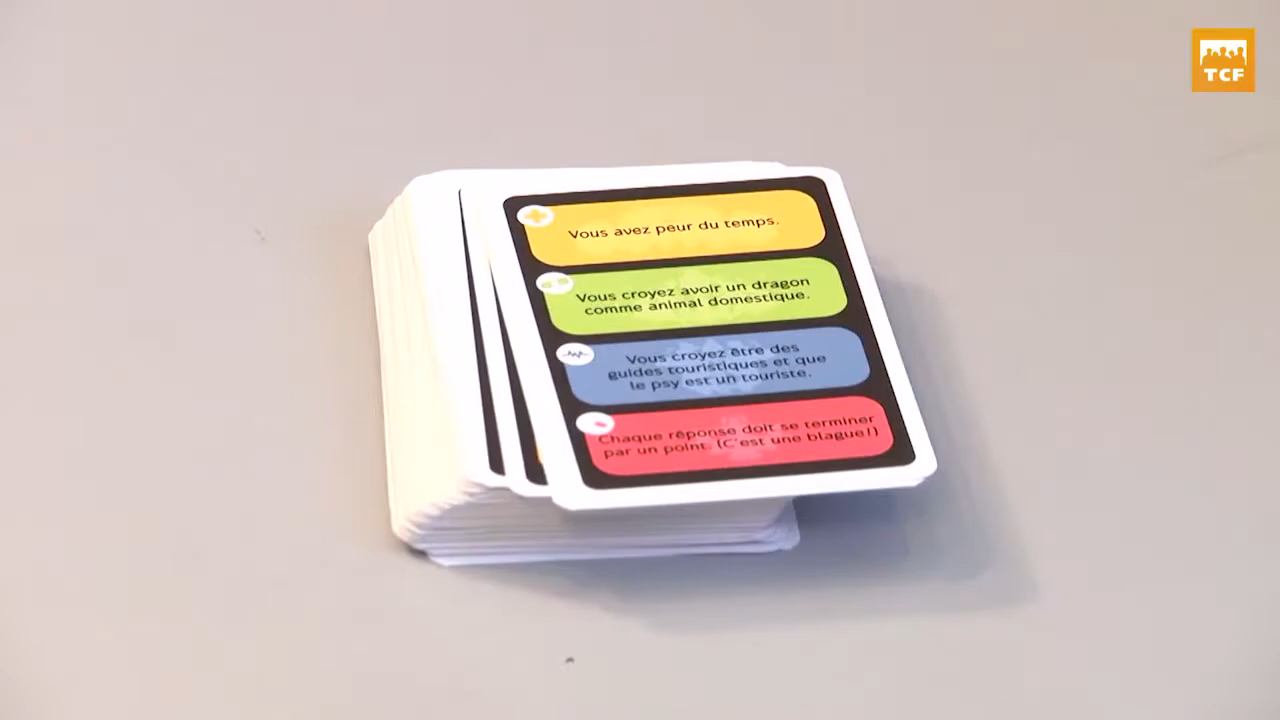 TCF
Vous avez peur du temps.
Vous croyez avoir un dragon
comme animal domestique.
Vous croyez être des
guides touristiques et que
le psy est un touriste.
Chaque réponse doit se terminer
par un point. (C'est une blague!)